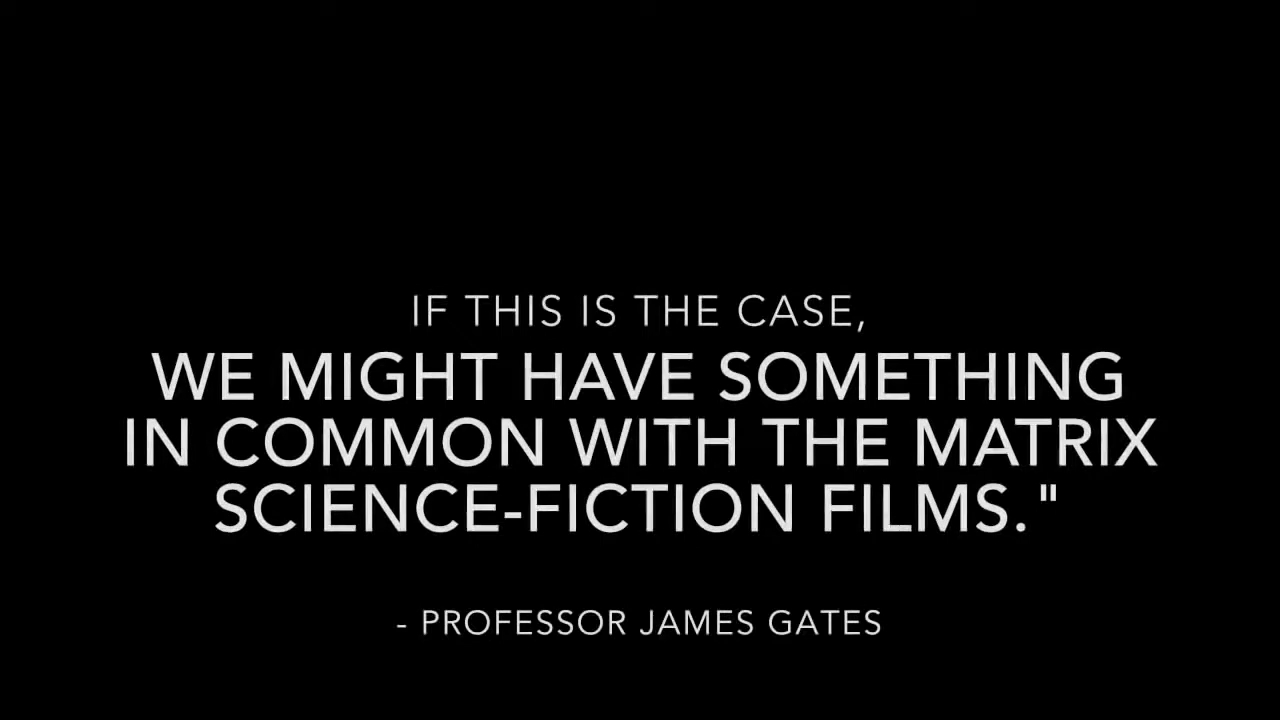 IF THIS IS THE CASE,
WE MIGHT HAVE SOMETHING
IN COMMON WITH THE MATRIX
SCIENCE-FICTION FILMS."
- PROFESSOR JAMES GATES